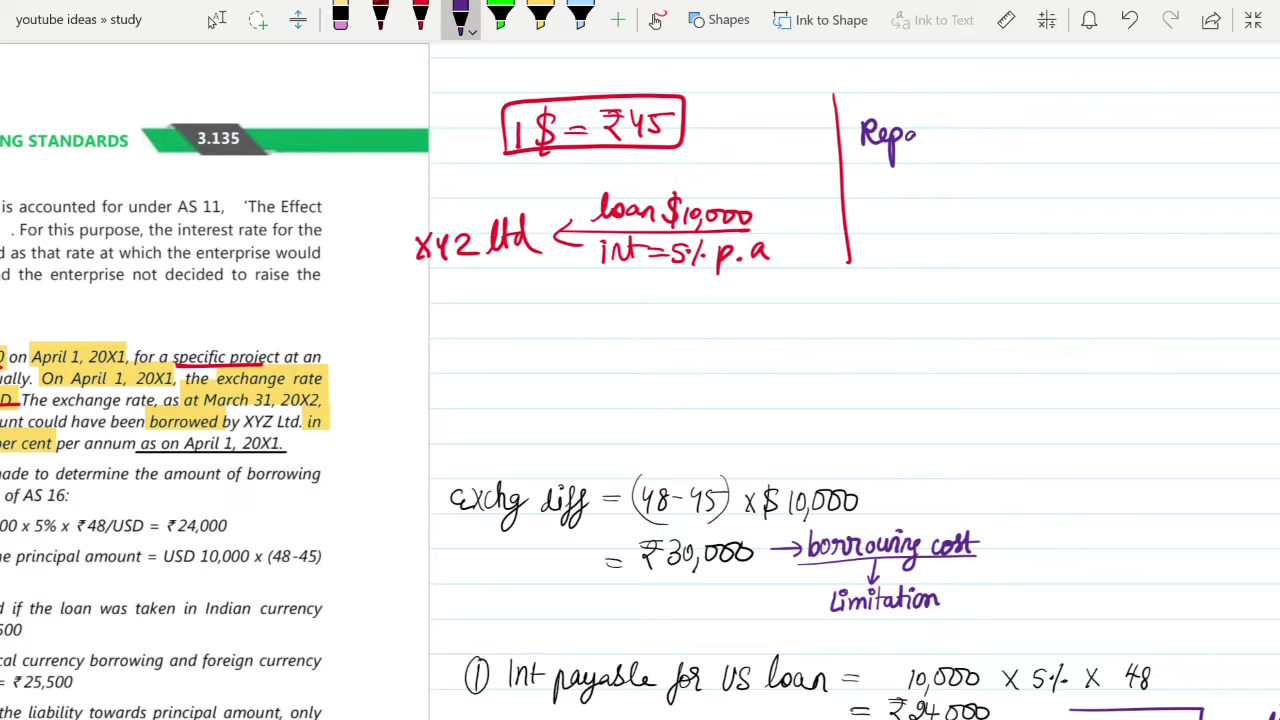 youtube ideas » study
Shapes
Ink to Shape
Ink to Text
NG STANDARDS 3.135
is accounted for under AS 11, 'The Effect
. For this purpose, the interest rate for the
d as that rate at which the enterprise would
nd the enterprise not decided to raise the
0 on April 1, 20X1, for a specific project at an
ually. On April 1, 20X1, the exchange rate
D. The exchange rate, as at March 31, 20X2,
unt could have been borrowed by XYZ Ltd. in
per cent per annum as on April 1, 20X1.
nade to determine the amount of borrowing
of AS 16:
00 x 5% x ₹ 48/USD = ₹ 24,000
ne principal amount = USD 10,000 x (48-45)
d if the loan was taken in Indian currency
500
cal currency borrowing and foreign currency
= ₹ 25,500
the liability towards principal amount, only
1 $ = ₹45
XYZ ltd
loan $10,000
int = 5% p.a
Repa
exchg diff = (48-45) x $ 10,000
= ₹30,000 → borrowing cost
Limitation
① Int payable for US loan = 10,000 x 5% x 48
= ₹24,000